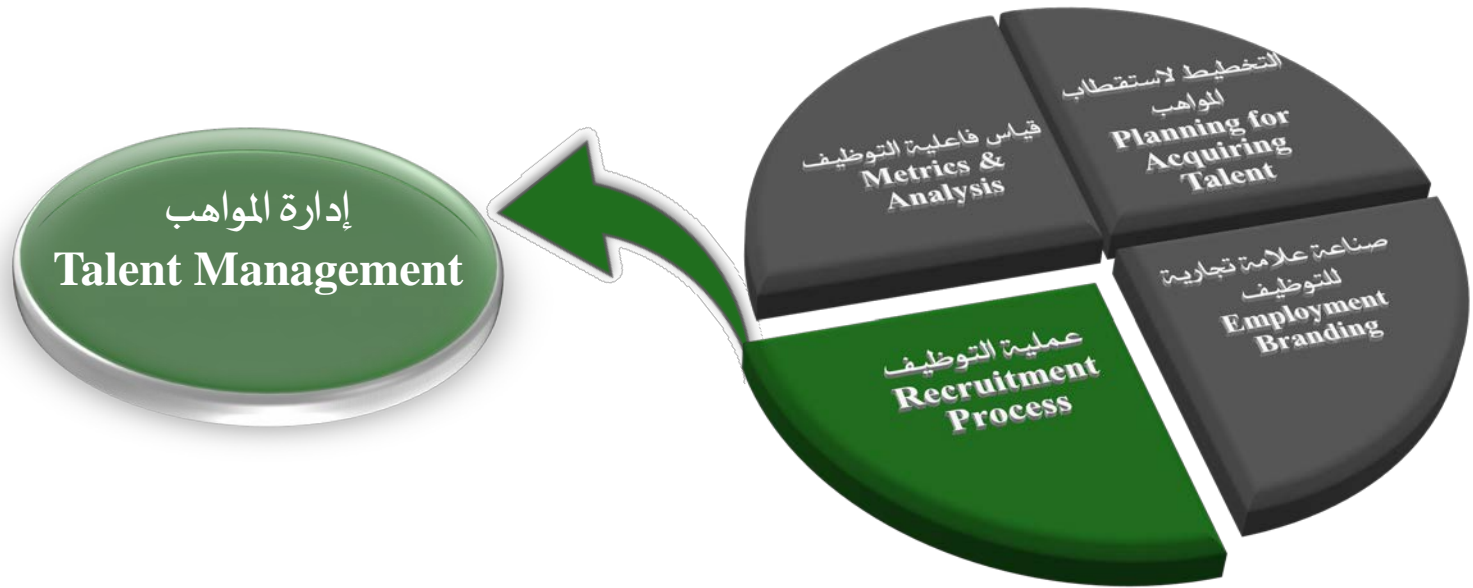 التخطيط لاستقطاب
المواهب
Planning for
Acquiring
Talent
قياس فاعلية التوظيف
Metrics &
Analysis
صناعة علامة تجارية
للتوظيف
Employment
Branding
عملية التوظيف
Recruitment
Process
إدارة المواهب
Talent Management